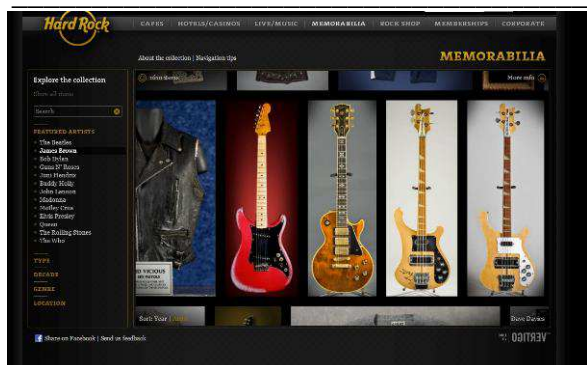 Hard Rock
CAFES | HOTELS/CASINOS | LIVE/MUSIC | MEMORABILIA | ROCK SHOP | MEMBERSHIPS | CORPORATE
About the collection | Navigation tips
MEMORABILIA
Explore the collection
Show all items
More info
Search
FEATURED ARTISTS
The Beatles
James Brown
Bob Dylan
Guns N' Roses
Jimi Hendrix
Buddy Holly
John Lennon
Madonna
Motley Crue
Elvis Presley
Queen
The Rolling Stones
The Who
TYPE
DECADE
GENRE
LOCATION
VICIOUS
Sort: Year |
Dave Davies
Share on Facebook | Send us feedback
VERTIGO